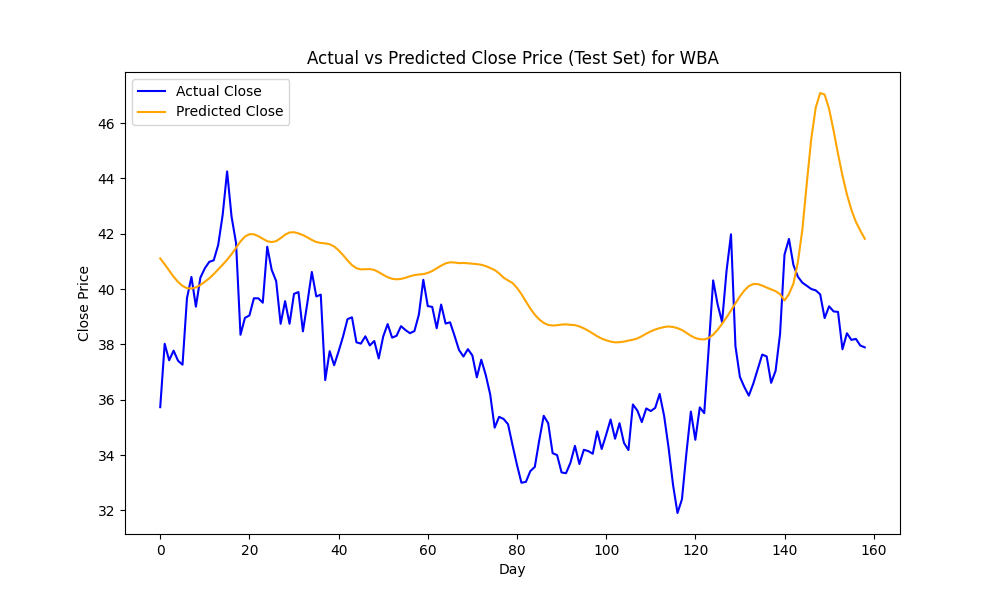 Actual vs Predicted Close Price (Test Set) for WBA
Actual Close
Predicted Close
Close Price
46
44
42
40
38
36
34
32
0 20 40 60 80 100 120 140 160
Day